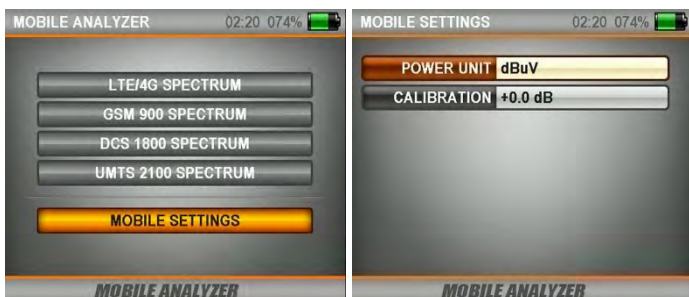 MOBILE ANALYZER 02:20 074%
LTE/4G SPECTRUM
GSM 900 SPECTRUM
DCS 1800 SPECTRUM
UMTS 2100 SPECTRUM
MOBILE SETTINGS
MOBILE ANALYZER
MOBILE SETTINGS 02:20 074%
POWER UNIT dBuV
CALIBRATION +0.0 dB
MOBILE ANALYZER